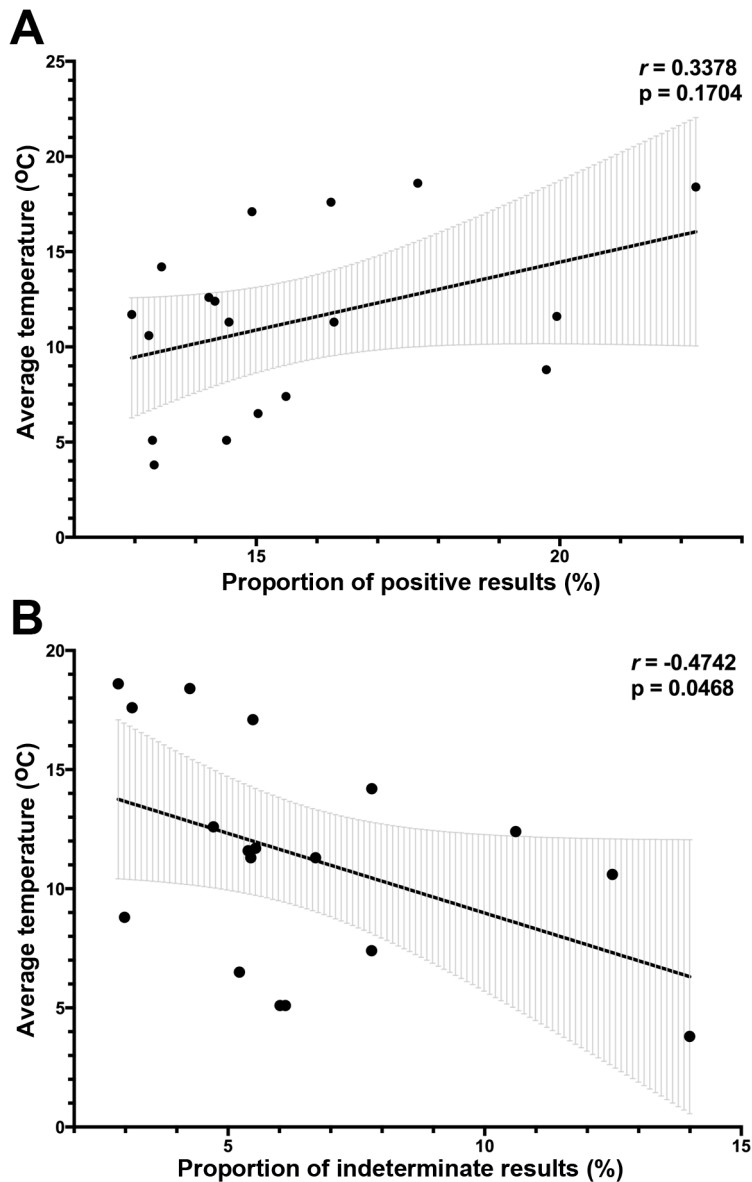 A
r = 0.3378
p = 0.1704
25
20
15
10
5
0
Average temperature (ºC)
15 20
Proportion of positive results (%)
B
r = -0.4742
p = 0.0468
20
15
10
5
0
Average temperature (ºC)
5 10 15
Proportion of indeterminate results (%)